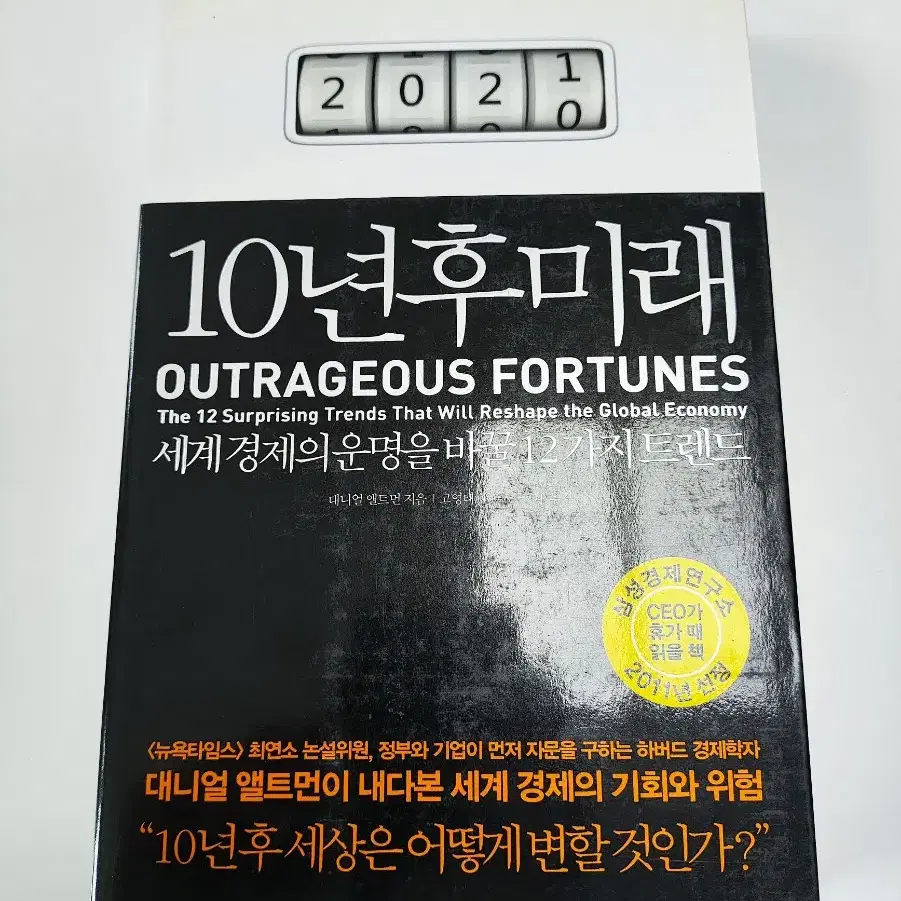 2 0 2 1
0
10년후미래
OUTRAGEOUS FORTUNES
The 12 Surprising Trends That Will Reshape the Global Economy
세계 경제의 운명을 바꿀 12가지 트렌드
대니얼 앨트먼 지음 | 고영태
삼성경제연구소
CEO가
휴가 때
읽을 책
2011년 선정
<뉴욕타임스> 최연소 논설위원, 정부와 기업이 먼저 자문을 구하는 하버드 경제학자
대니얼 앨트먼이 내다본 세계 경제의 기회와 위험
“10년후 세상은 어떻게 변할 것인가?”